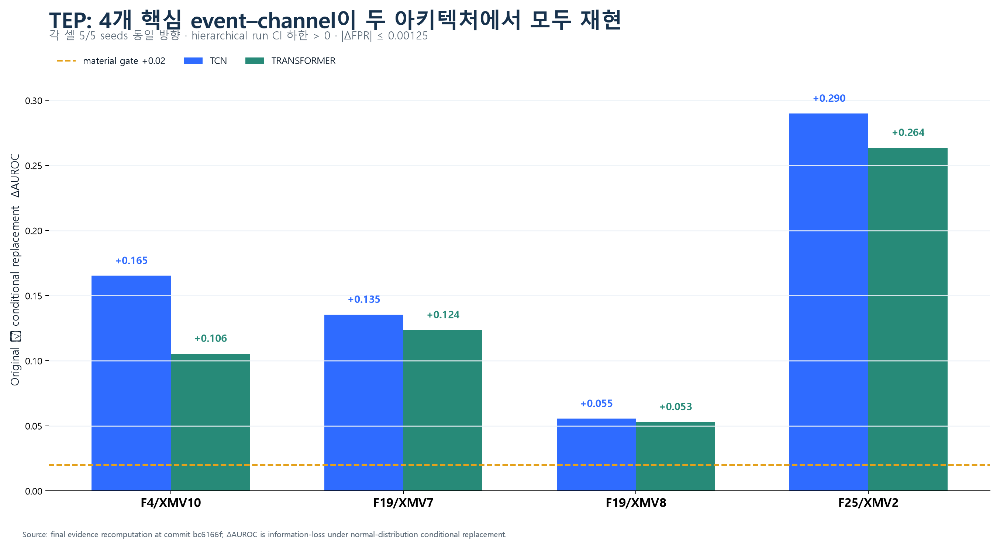 TEP: 4개 핵심 event–channel이 두 아키텍처에서 모두 재현
각 셀 5/5 seeds 동일 방향 · hierarchical run CI 하한 > 0 · |ΔFPR| ≤ 0.00125
material gate +0.02
TCN
TRANSFORMER
Original conditional replacement ΔAUROC
0.30
0.25
0.20
0.15
0.10
0.05
0.00
+0.165
+0.106
+0.135
+0.124
+0.055
+0.053
+0.290
+0.264
F4/XMV10
F19/XMV7
F19/XMV8
F25/XMV2
Source: final evidence recomputation at commit bc6166f; ΔAUROC is information-loss under normal-distribution conditional replacement.